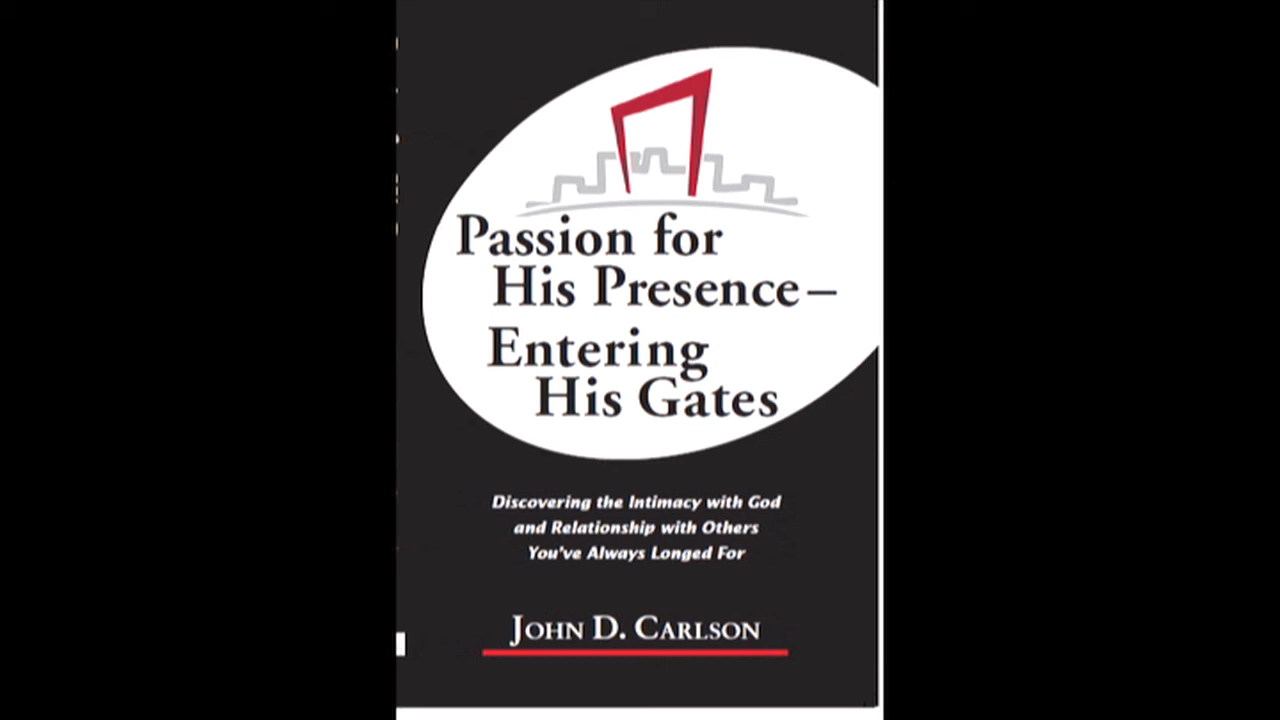 Passion for
His Presence–
Entering
His Gates
Discovering the Intimacy with God
and Relationship with Others
You've Always Longed For
John D. Carlson